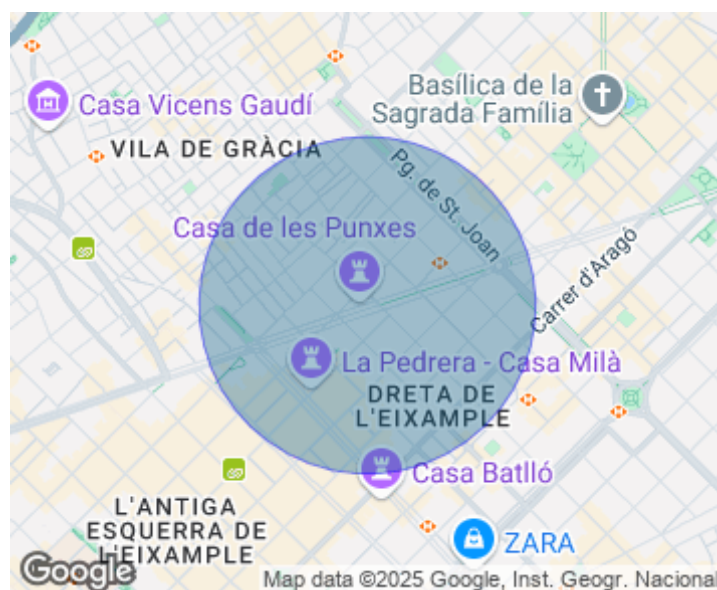 Basílica de la
Sagrada Família
Casa Vicens Gaudí
VILA DE GRÀCIA
Pg. de St. Joan
Casa de les Punxes
Carrer d'Aragó
La Pedrera - Casa Milà
DRETA DE
L'EIXAMPLE
Casa Batlló
L'ANTIGA
ESQUERRA DE
L'EIXAMPLE
ZARA
Google
Map data ©2025 Google, Inst. Geogr. Nacional